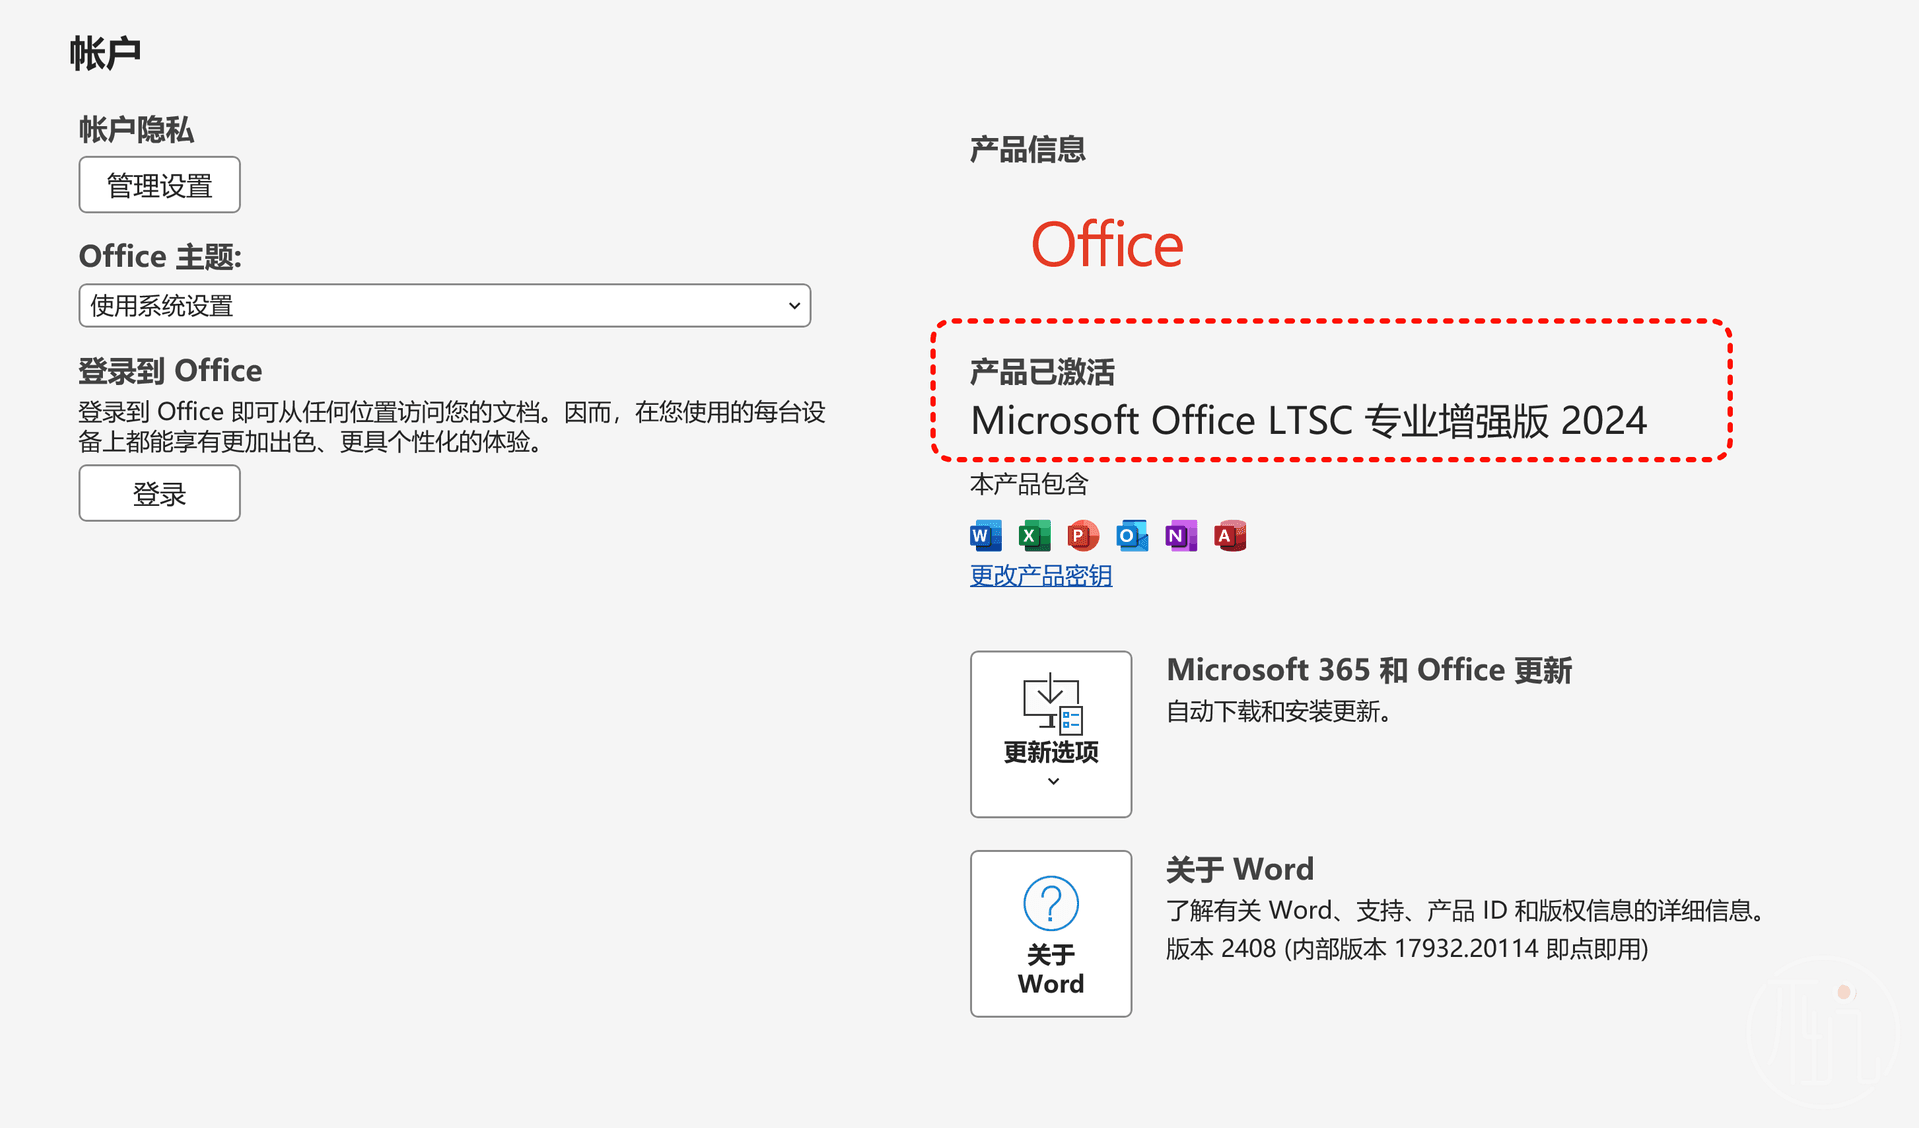 帐户
帐户隐私
管理设置
Office 主题:
使用系统设置
登录到 Office
登录到 Office 即可从任何位置访问您的文档。因而，在您使用的每台设
备上都能享有更加出色、更具个性化的体验。
登录
产品信息
Office
产品已激活
Microsoft Office LTSC 专业增强版 2024
本产品包含
W X P O N A
更改产品密钥
更新选项
Microsoft 365 和 Office 更新
自动下载和安装更新。
关于
Word
关于 Word
了解有关 Word、支持、产品 ID 和版权信息的详细信息。
版本 2408 (内部版本 17932.20114 即点即用)